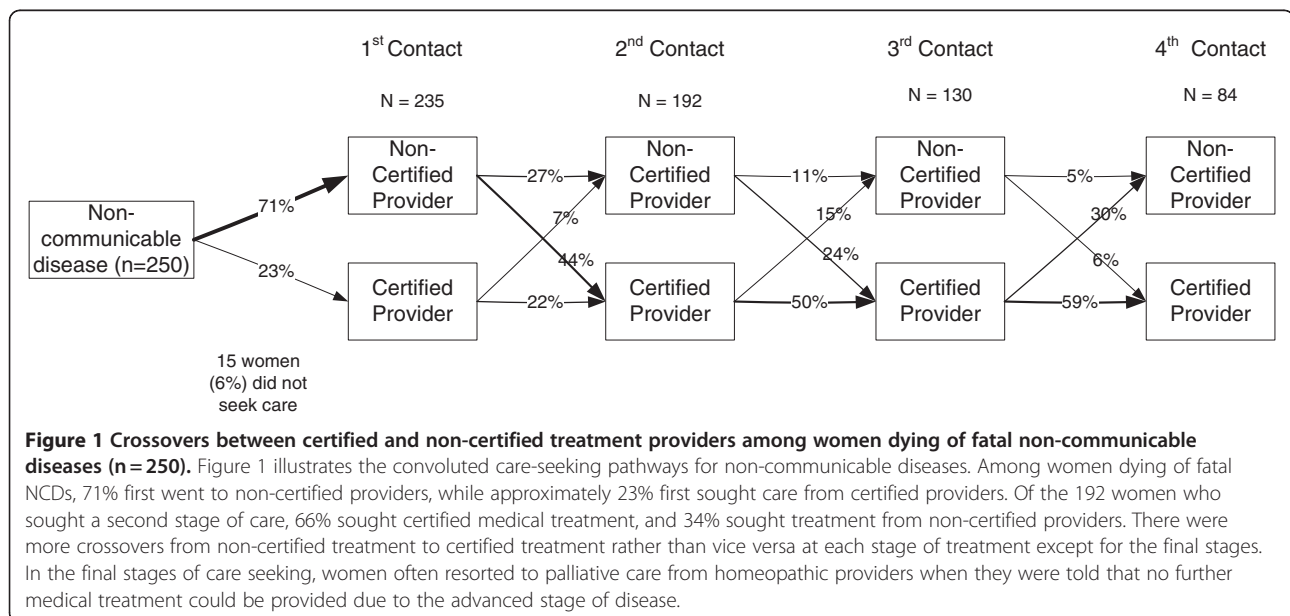 1st Contact 2nd Contact 3rd Contact 4th Contact
N = 235 N = 192 N = 130 N = 84
Non-
Certified
Provider
Non-
Certified
Provider
Non-
Certified
Provider
Non-
Certified
Provider
27%
11%
5%
71%
7%
15%
30%
Non-
communicable
disease (n=250)
44%
24%
6%
23%
Certified
Provider
22%
Certified
Provider
50%
Certified
Provider
59%
Certified
Provider
15 women
(6%) did not
seek care
Figure 1 Crossovers between certified and non-certified treatment providers among women dying of fatal non-communicable
diseases (n = 250). Figure 1 illustrates the convoluted care-seeking pathways for non-communicable diseases. Among women dying of fatal
NCDs, 71% first went to non-certified providers, while approximately 23% first sought care from certified providers. Of the 192 women who
sought a second stage of care, 66% sought certified medical treatment, and 34% sought treatment from non-certified providers. There were
more crossovers from non-certified treatment to certified treatment rather than vice versa at each stage of treatment except for the final stages.
In the final stages of care seeking, women often resorted to palliative care from homeopathic providers when they were told that no further
medical treatment could be provided due to the advanced stage of disease.